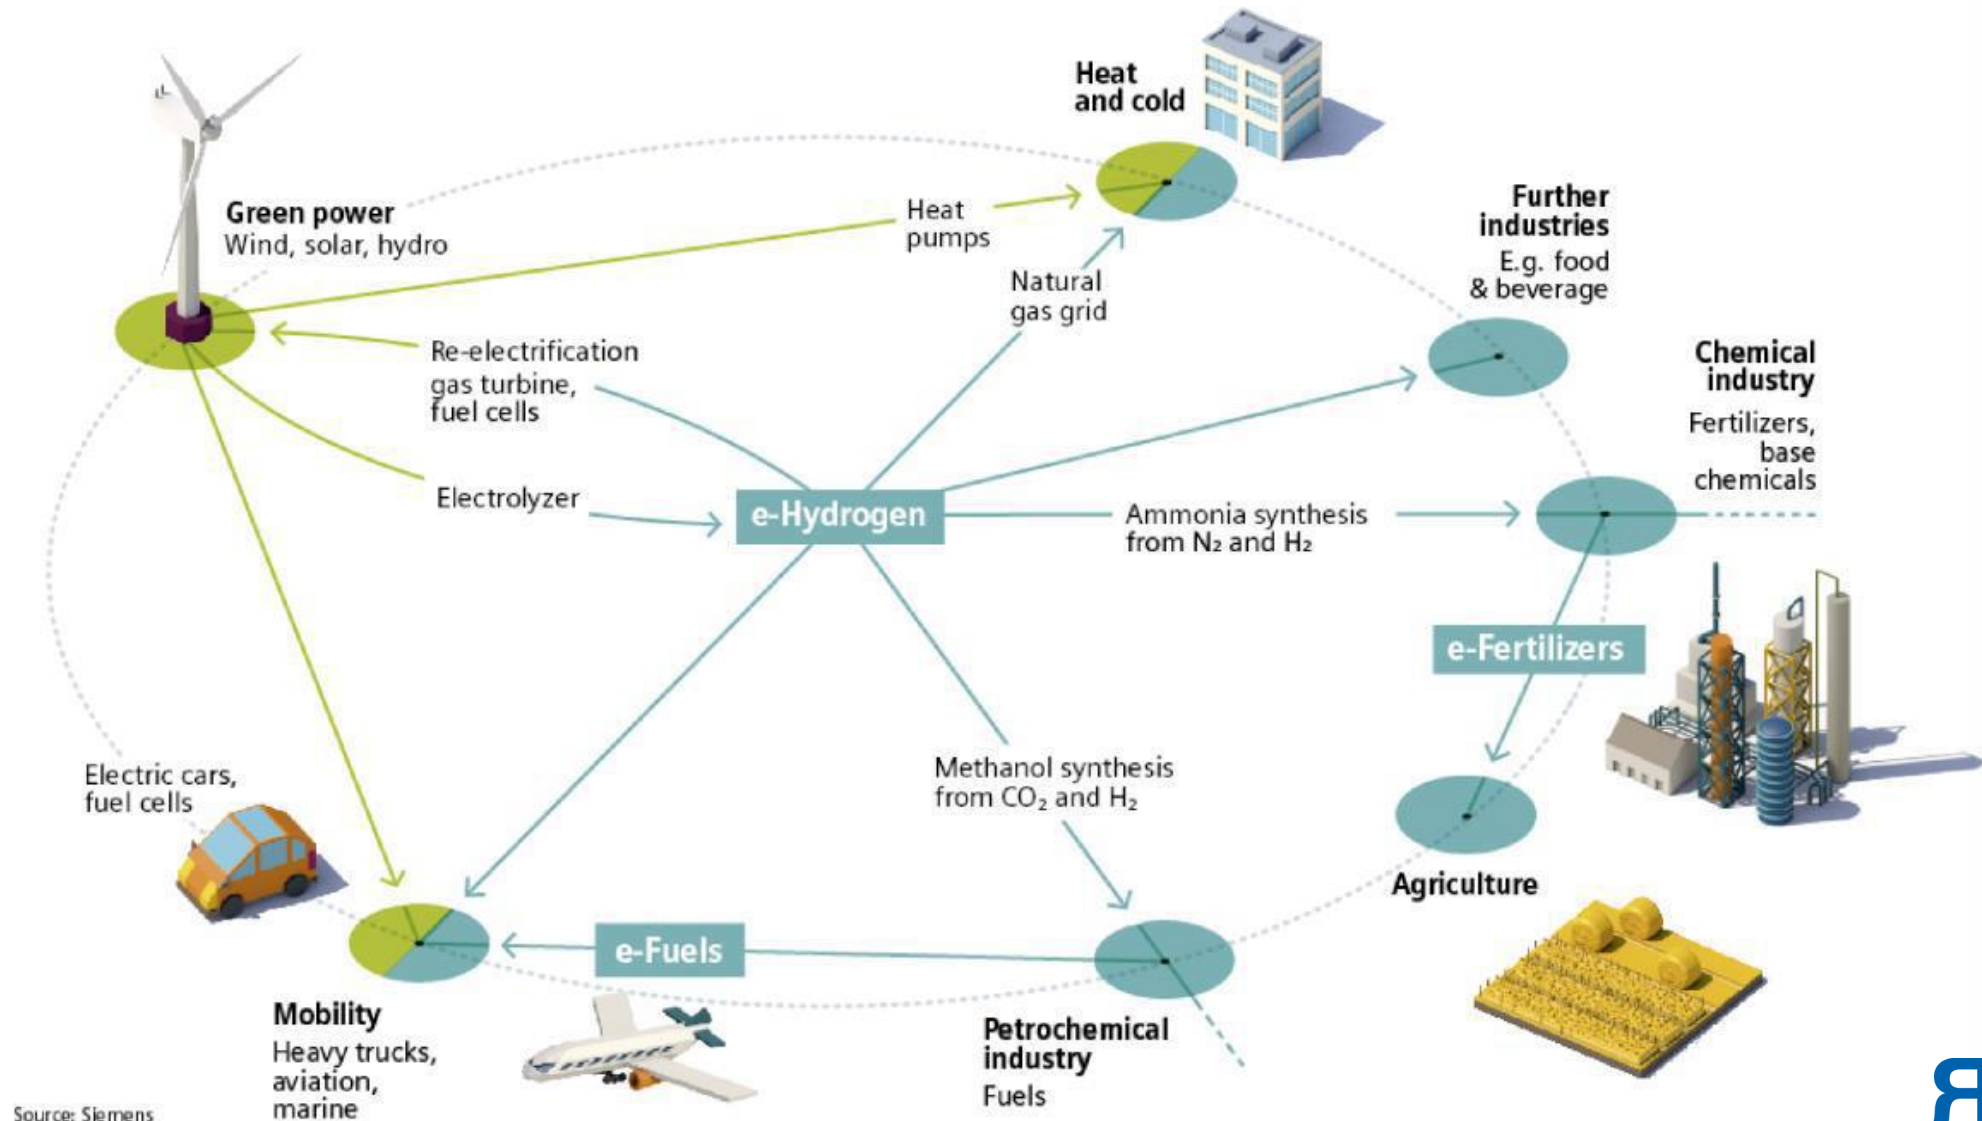 Heat
and cold
Green power
Wind, solar, hydro
Heat
pumps
Further
industries
E.g. food
& beverage
Natural
gas grid
Re-electrification
gas turbine,
fuel cells
Chemical
industry
Fertilizers,
base
chemicals
Electrolyzer
e-Hydrogen
Ammonia synthesis
from N₂ and H₂
e-Fertilizers
Electric cars,
fuel cells
Methanol synthesis
from CO₂ and H₂
Agriculture
e-Fuels
Mobility
Heavy trucks,
aviation,
marine
Petrochemical
industry
Fuels
Source: Siemens